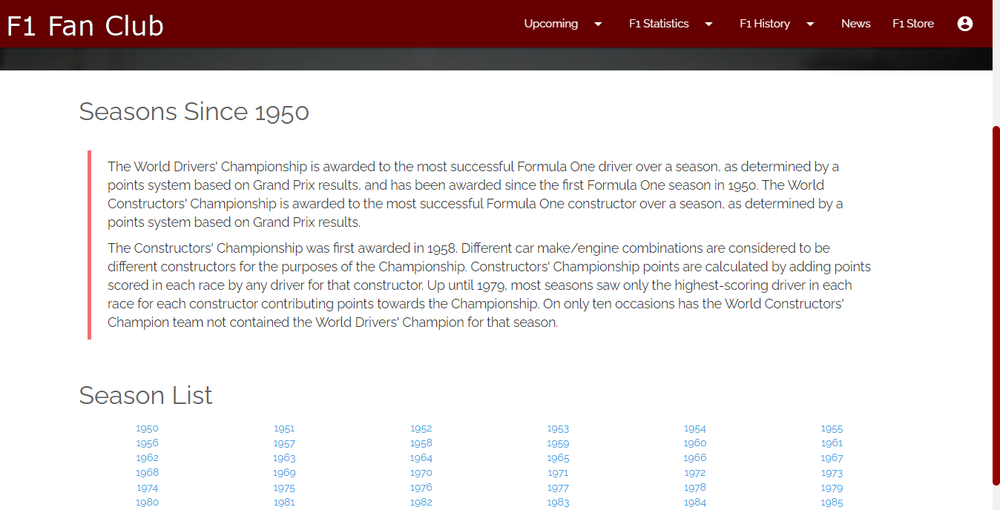 F1 Fan Club
Upcoming F1 Statistics F1 History News F1 Store
Seasons Since 1950
The World Drivers' Championship is awarded to the most successful Formula One driver over a season, as determined by a
points system based on Grand Prix results, and has been awarded since the first Formula One season in 1950. The World
Constructors' Championship is awarded to the most successful Formula One constructor over a season, as determined by a
points system based on Grand Prix results.
The Constructors' Championship was first awarded in 1958. Different car make/engine combinations are considered to be
different constructors for the purposes of the Championship. Constructors' Championship points are calculated by adding points
scored in each race by any driver for that constructor. Up until 1979, most seasons saw only the highest-scoring driver in each
race for each constructor contributing points towards the Championship. On only ten occasions has the World Constructors'
Champion team not contained the World Drivers' Champion for that season.
Season List
1950 1951 1952 1953 1954 1955
1956 1957 1958 1959 1960 1961
1962 1963 1964 1965 1966 1967
1968 1969 1970 1971 1972 1973
1974 1975 1976 1977 1978 1979
1980 1981 1982 1983 1984 1985